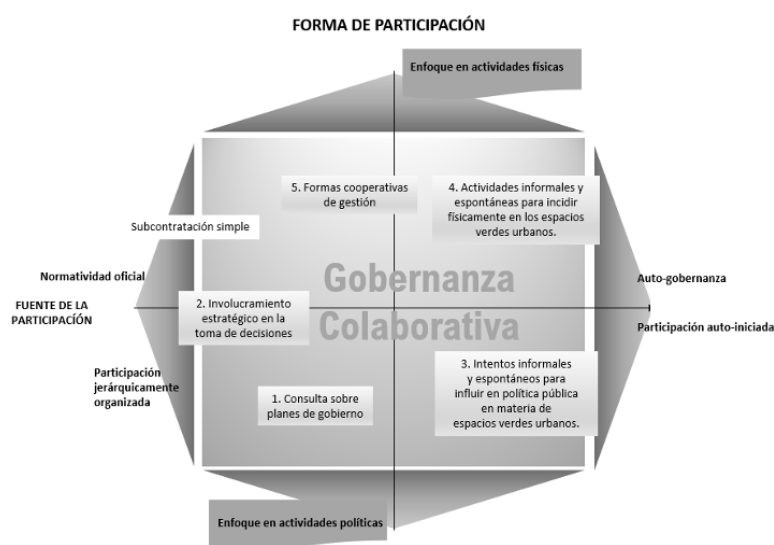 FORMA DE PARTICIPACIÓN
Enfoque en actividades físicas
5. Formas cooperativas
de gestión
4. Actividades informales y
espontáneas para incidir
físicamente en los espacios
verdes urbanos.
Subcontratación simple
Normatividad oficial
Gobernanza
Auto-gobernanza
FUENTE DE LA
PARTICIPACIÓN
2. Involucramiento
estratégico en la
toma de decisiones
Colaborativa
Participación auto-iniciada
Participación
jerárquicamente
organizada
1. Consulta sobre
planes de gobierno
3. Intentos informales
y espontáneos para
influir en política pública
en materia de
espacios verdes urbanos.
Enfoque en actividades políticas